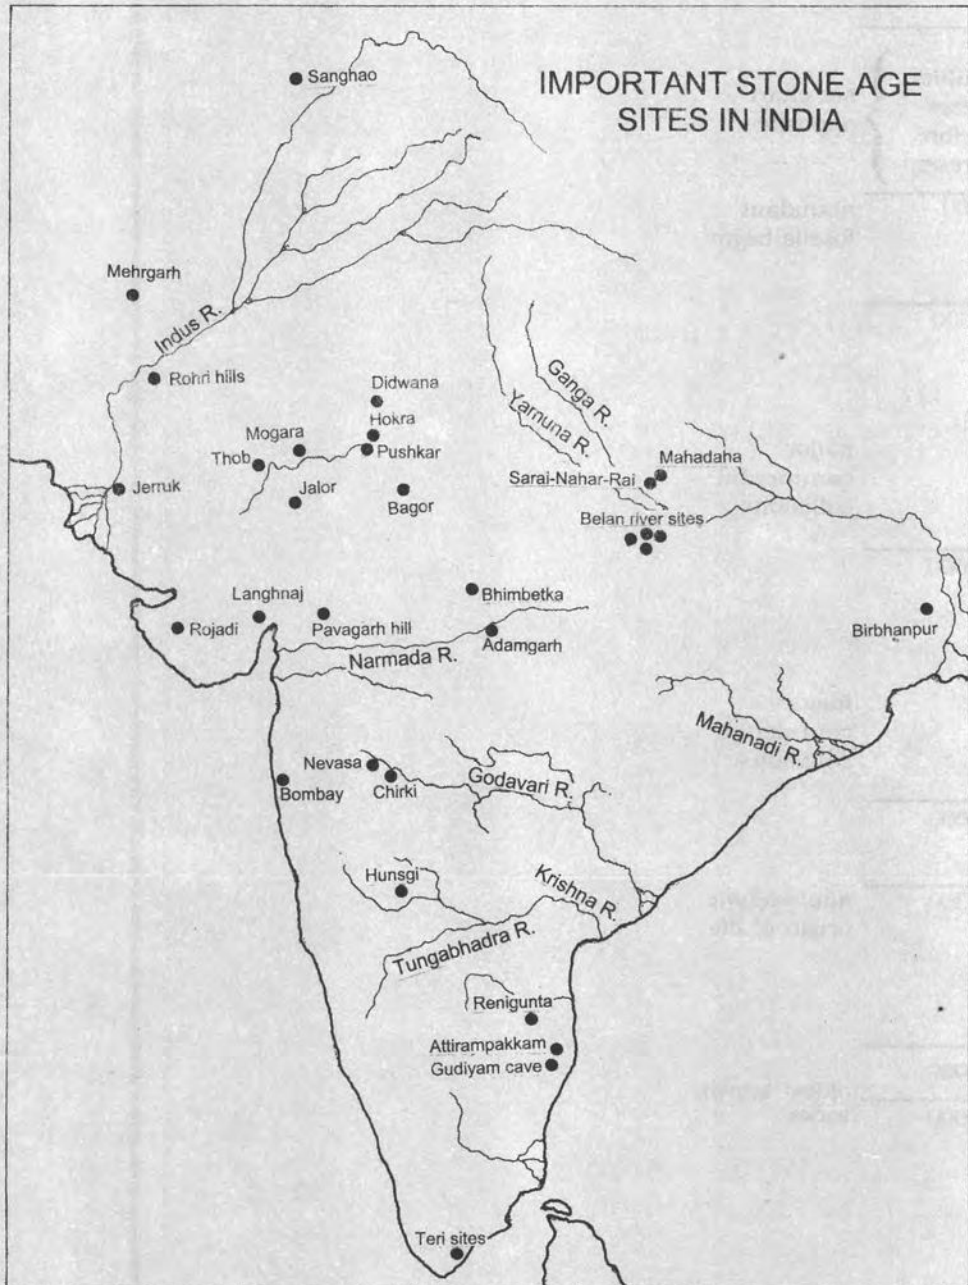 IMPORTANT STONE AGE
SITES IN INDIA
Sanghao
Mehrgarh
Indus R.
Rohri hills
Didwana
Hokra
Mogara
Pushkar
Thob
Ganga R.
Yamuna R.
Mahadaha
Sarai-Nahar-Rai
Jerruk
Jalor
Bagor
Belan river sites
Langhnaj
Bhimbetka
Rojadi
Pavagarh hill
Adamgarh
Birbhanpur
Narmada R.
Mahanadi R.
Nevasa
Chirki
Bombay
Godavari R.
Hunsgi
Krishna R.
Tungabhadra R.
Renigunta
Attirampakkam
Gudiyam cave
Teri sites